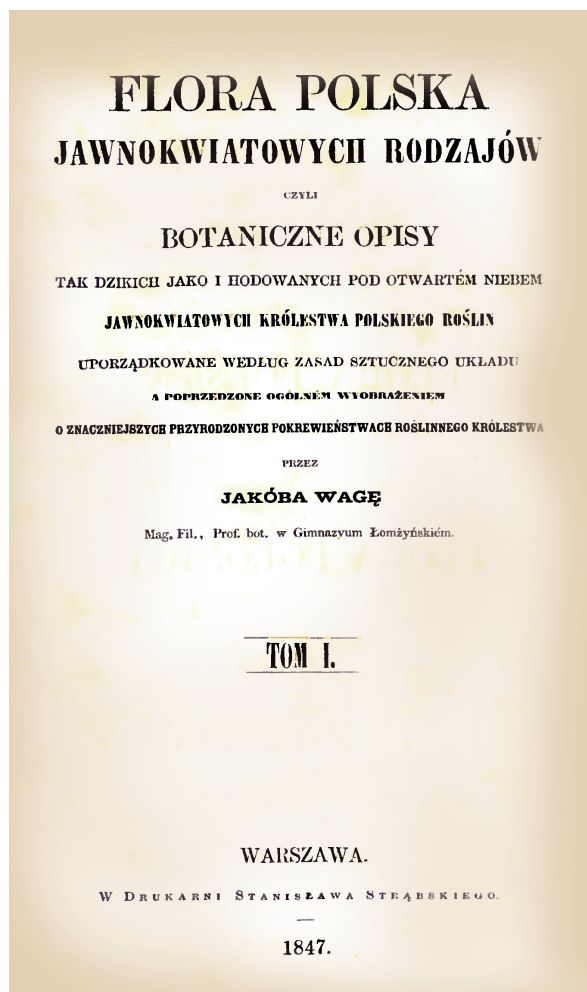 FLORA POLSKA
JAWNOKWIATOWYCH RODZAJÓW
CZYLI
BOTANICZNE OPISY
TAK DZIKICH JAKO I HODOWANYCH POD OTWARTÉM NIEBEM
JAWNOKWIATOWYCH KRÓLESTWA POLSKIEGO ROŚLIN
UPORZĄDKOWANE WEDŁUG ZASAD SZTUCZNEGO UKŁADU
A POPRZEDZONE OGÓLNÉM WYOBRAŻENIEM
O ZNACZNIEJSZYCH PRZYRODZONYCH POKREWIEŃSTWACH ROŚLINNEGO KRÓLESTWA
PRZEZ
JAKÓBA WAGĘ
Mag. Fil., Prof. bot. w Gimnazyum Łomżyńskiém.
TOM I.
WARSZAWA.
W DRUKARNI STANISŁAWA STRĄBSKIEGO.
1847.